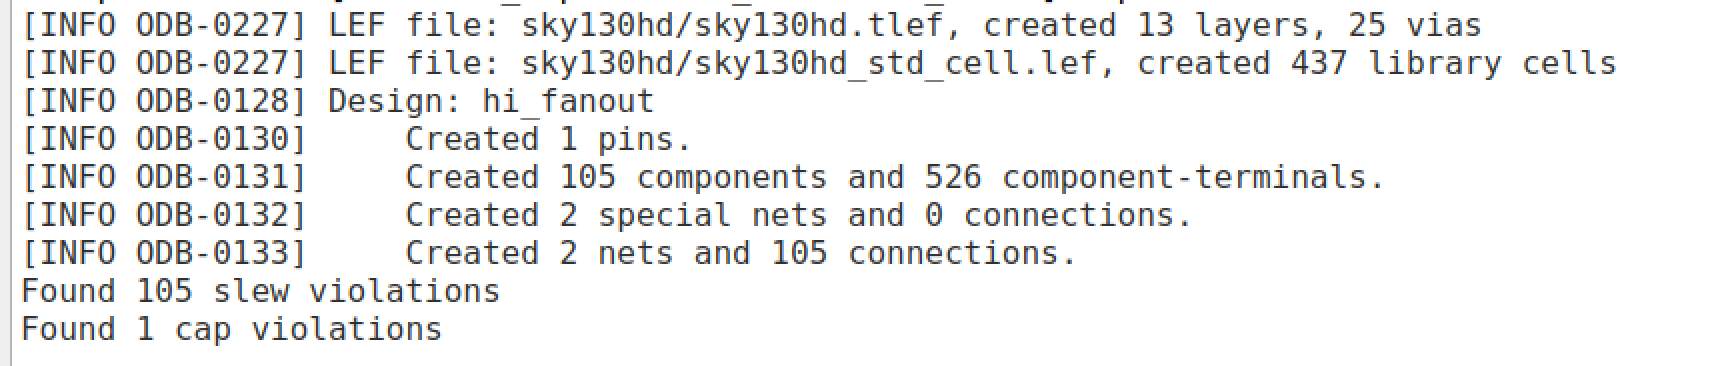 [INFO ODB-0227] LEF file: sky130hd/sky130hd.tlef, created 13 layers, 25 vias
[INFO ODB-0227] LEF file: sky130hd/sky130hd_std_cell.lef, created 437 library cells
[INFO ODB-0128] Design: hi_fanout
[INFO ODB-0130]     Created 1 pins.
[INFO ODB-0131]     Created 105 components and 526 component-terminals.
[INFO ODB-0132]     Created 2 special nets and 0 connections.
[INFO ODB-0133]     Created 2 nets and 105 connections.
Found 105 slew violations
Found 1 cap violations